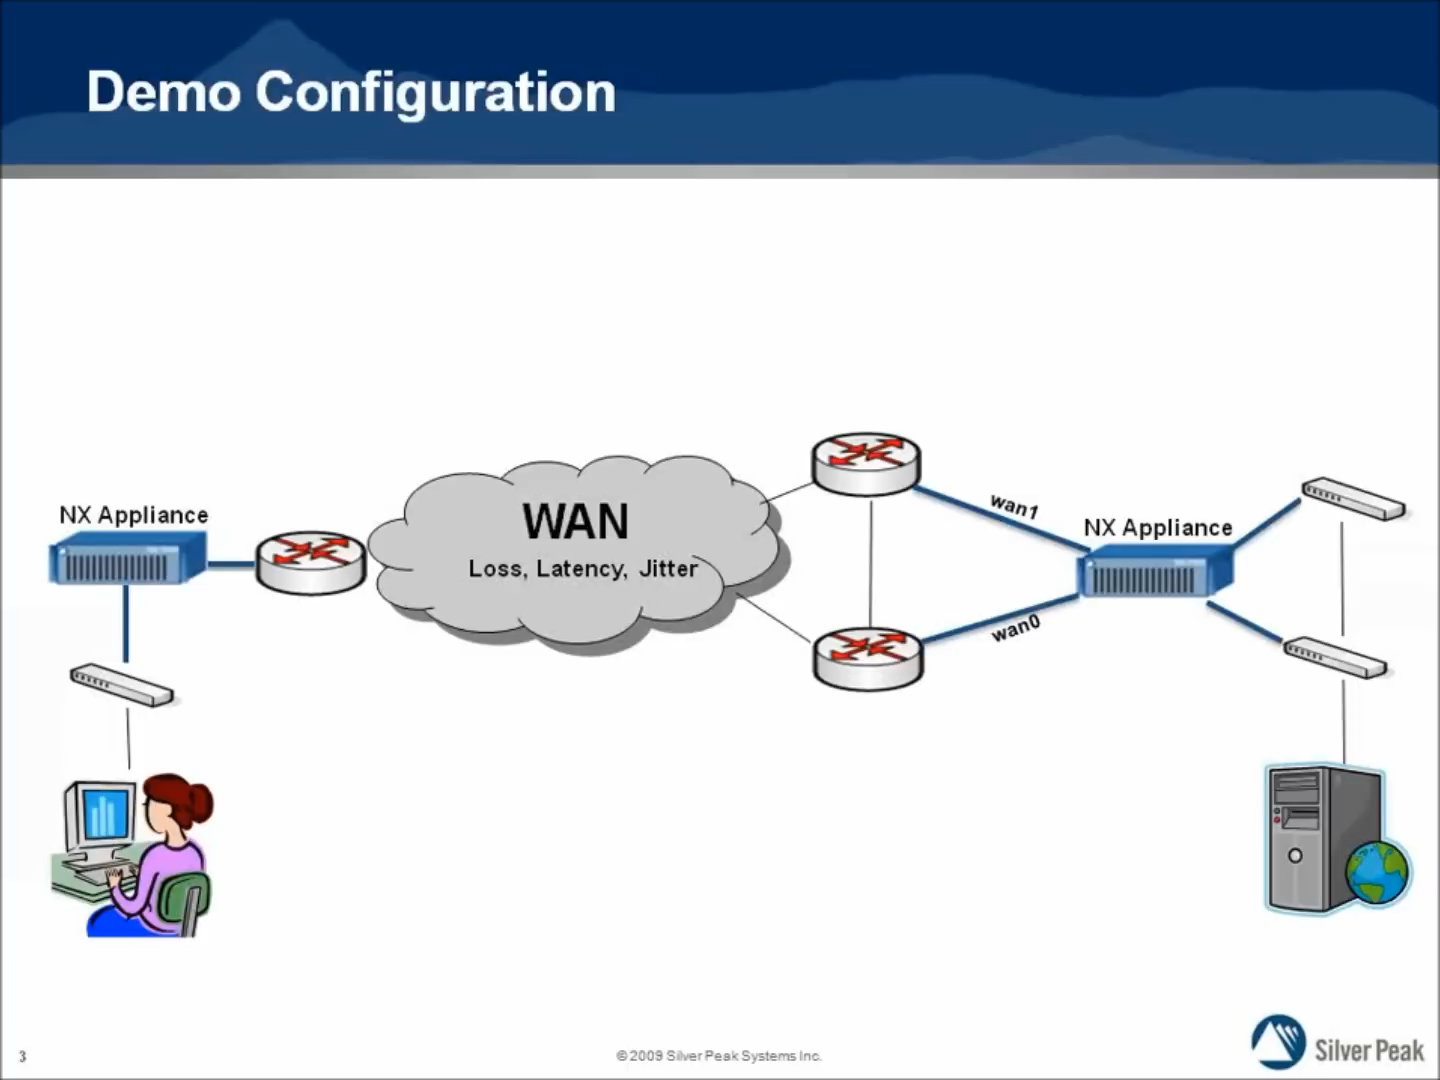 Demo Configuration
NX Appliance
WAN
Loss, Latency, Jitter
wan1
NX Appliance
wan0
3
©2009 Silver Peak Systems Inc.
Silver Peak